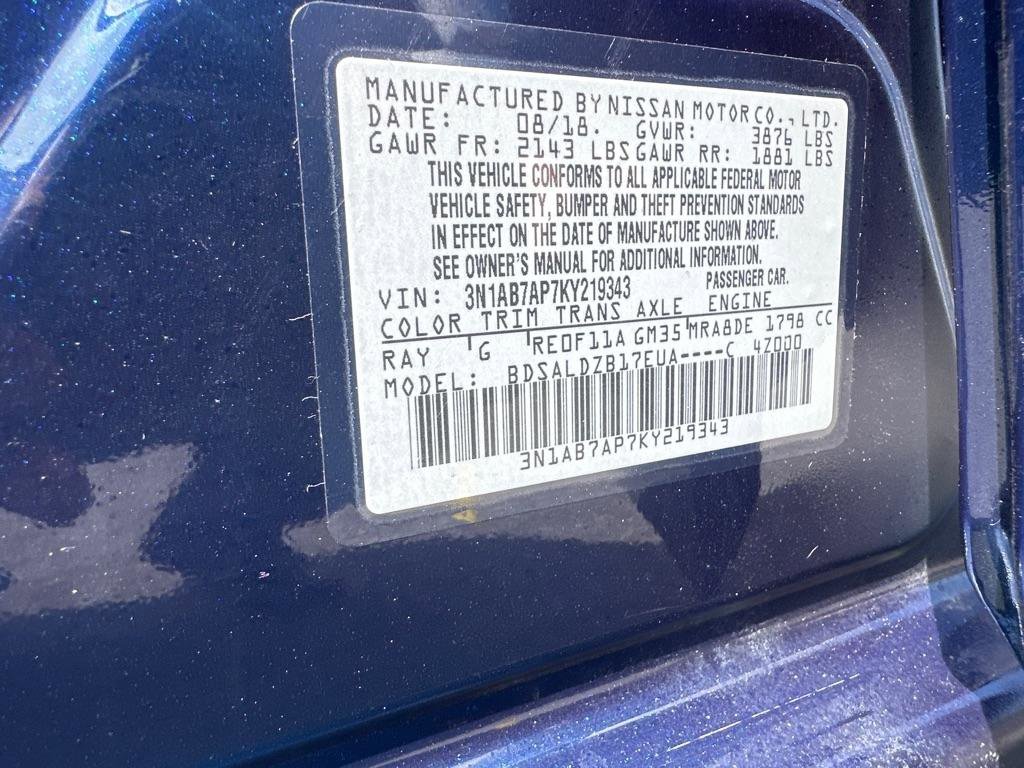 MANUFACTURED BY NISSAN MOTOR CO., LTD.
DATE: 08/18. GVWR: 3876 LBS
GAWR FR: 2143 LBS GAWR RR: 1881 LBS
THIS VEHICLE CONFORMS TO ALL APPLICABLE FEDERAL MOTOR
VEHICLE SAFETY, BUMPER AND THEFT PREVENTION STANDARDS
IN EFFECT ON THE DATE OF MANUFACTURE SHOWN ABOVE.
SEE OWNER'S MANUAL FOR ADDITIONAL INFORMATION.
VIN: 3N1AB7AP7KY219343 PASSENGER CAR.
COLOR TRIM TRANS AXLE ENGINE
RAY G RE0F11A GM35 MRA8DE 1798 CC
MODEL: BDSALDZB17EUA----C 4Z000
3N1AB7AP7KY219343